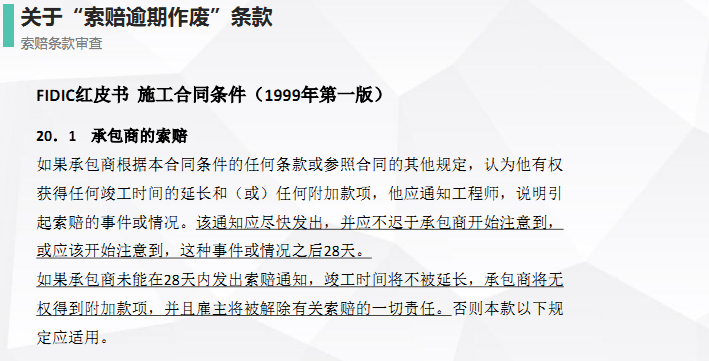 关于“索赔逾期作废”条款
索赔条款审查
FIDIC红皮书 施工合同条件（1999年第一版）
20．1 承包商的索赔
如果承包商根据本合同条件的任何条款或参照合同的其他规定，认为他有权
获得任何竣工时间的延长和（或）任何附加款项，他应通知工程师，说明引
起索赔的事件或情况。该通知应尽快发出，并应不迟于承包商开始注意到，
或应该开始注意到，这种事件或情况之后28天。
如果承包商未能在28天内发出索赔通知，竣工时间将不被延长，承包商将无
权得到附加款项，并且雇主将被解除有关索赔的一切责任。否则本款以下规
定应适用。